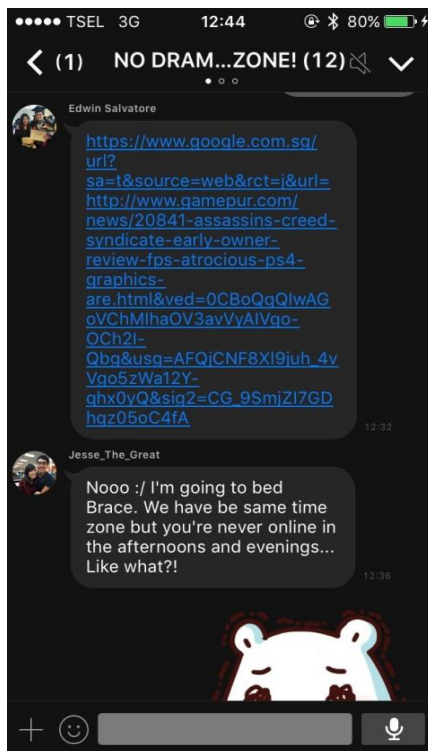 TSEL 3G 12:44 80%
(1) NO DRAM...ZONE! (12)
Edwin Salvatore
https://www.google.com.sg/
url?
sa=t&source=web&rct=j&url=
http://www.gamepur.com/
news/20841-assassins-creed-
syndicate-early-owner-
review-fps-atrocious-ps4-
graphics-
are.html&ved=0CBoQqQIwAG
oVChMIhaOV3avVyAIVgo-
OCh2I-
Qbg&usg=AFQjCNF8XI9juh_4v
Vgo5zWa12Y-
ghx0yQ&sig2=CG_9SmjZI7GD
hqz05oC4fA
12:32
Jesse_The_Great
Nooo :/ I'm going to bed
Brace. We have be same time
zone but you're never online in
the afternoons and evenings...
Like what?!
12:36